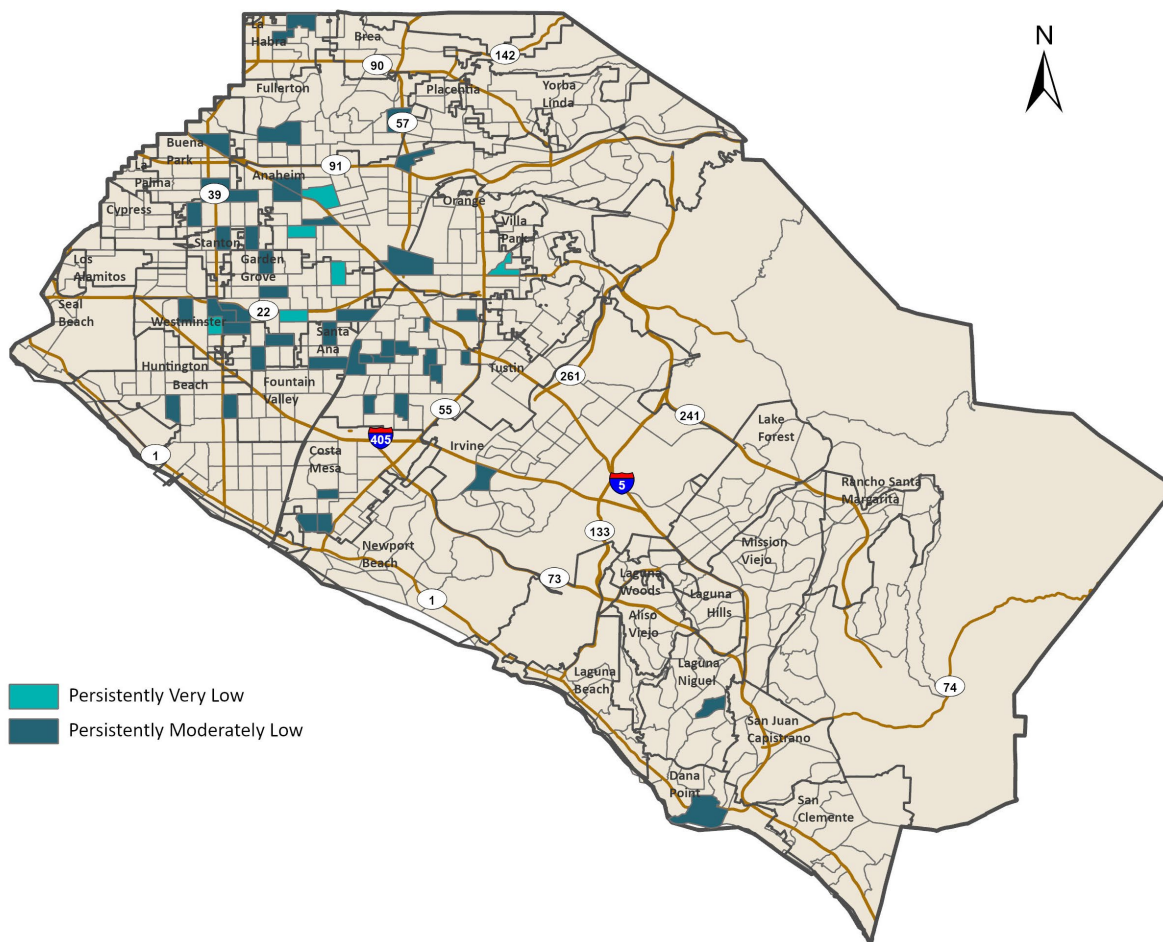 La
Habra
Brea
N
142
90
Fullerton
Placentia
Yorba
Linda
57
Buena
Park
91
La
Palma
Anaheim
39
Cypress
Orange
Villa
Park
Stanton
Los
Alamitos
Garden
Grove
Seal
Beach
22
Westminster
Santa
Ana
Huntington
Beach
Tustin
261
Fountain
Valley
55
241
Lake
Forest
405
1
Costa
Mesa
Irvine
5
Rancho Santa
Margarita
133
Newport
Beach
Mission
Viejo
73
Laguna
Woods
1
Laguna
Hills
Aliso
Viejo
Laguna
Beach
Laguna
Niguel
74
Persistently Very Low
Persistently Moderately Low
San Juan
Capistrano
Dana
Point
San
Clemente